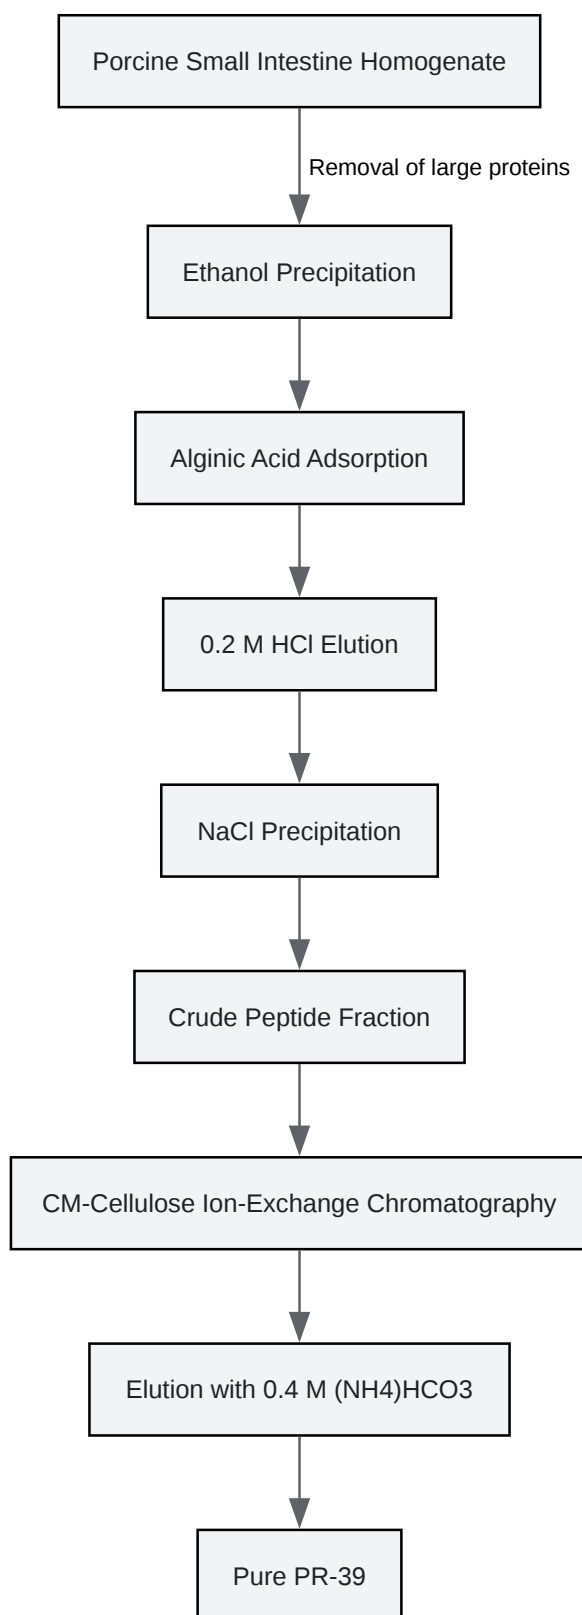 Porcine Small Intestine Homogenate
Removal of large proteins
Ethanol Precipitation
Alginic Acid Adsorption
0.2 M HCl Elution
NaCl Precipitation
Crude Peptide Fraction
CM-Cellulose Ion-Exchange Chromatography
Elution with 0.4 M (NH4)HCO3
Pure PR-39